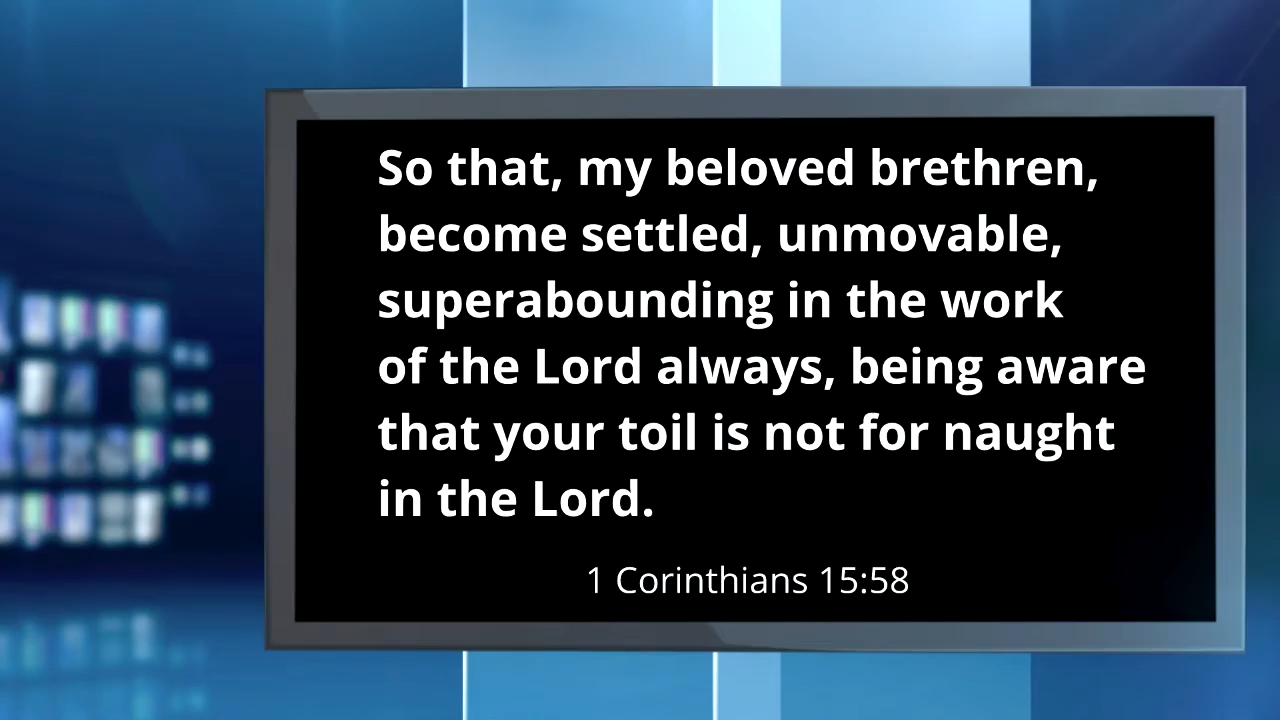 So that, my beloved brethren,
become settled, unmovable,
superabounding in the work
of the Lord always, being aware
that your toil is not for naught
in the Lord.
1 Corinthians 15:58